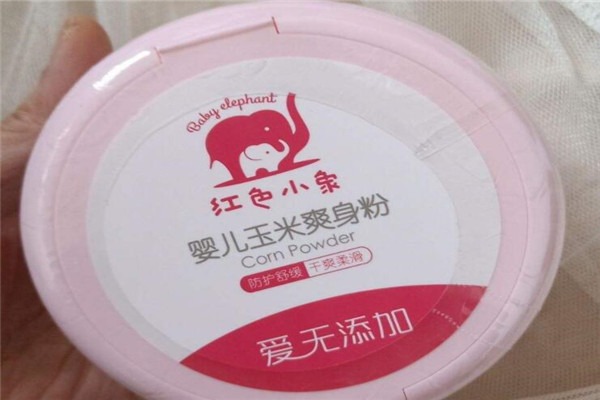 Baby elephant
红色小象
婴儿玉米爽身粉
Corn Powder
防护舒缓 干爽柔滑
爱无添加